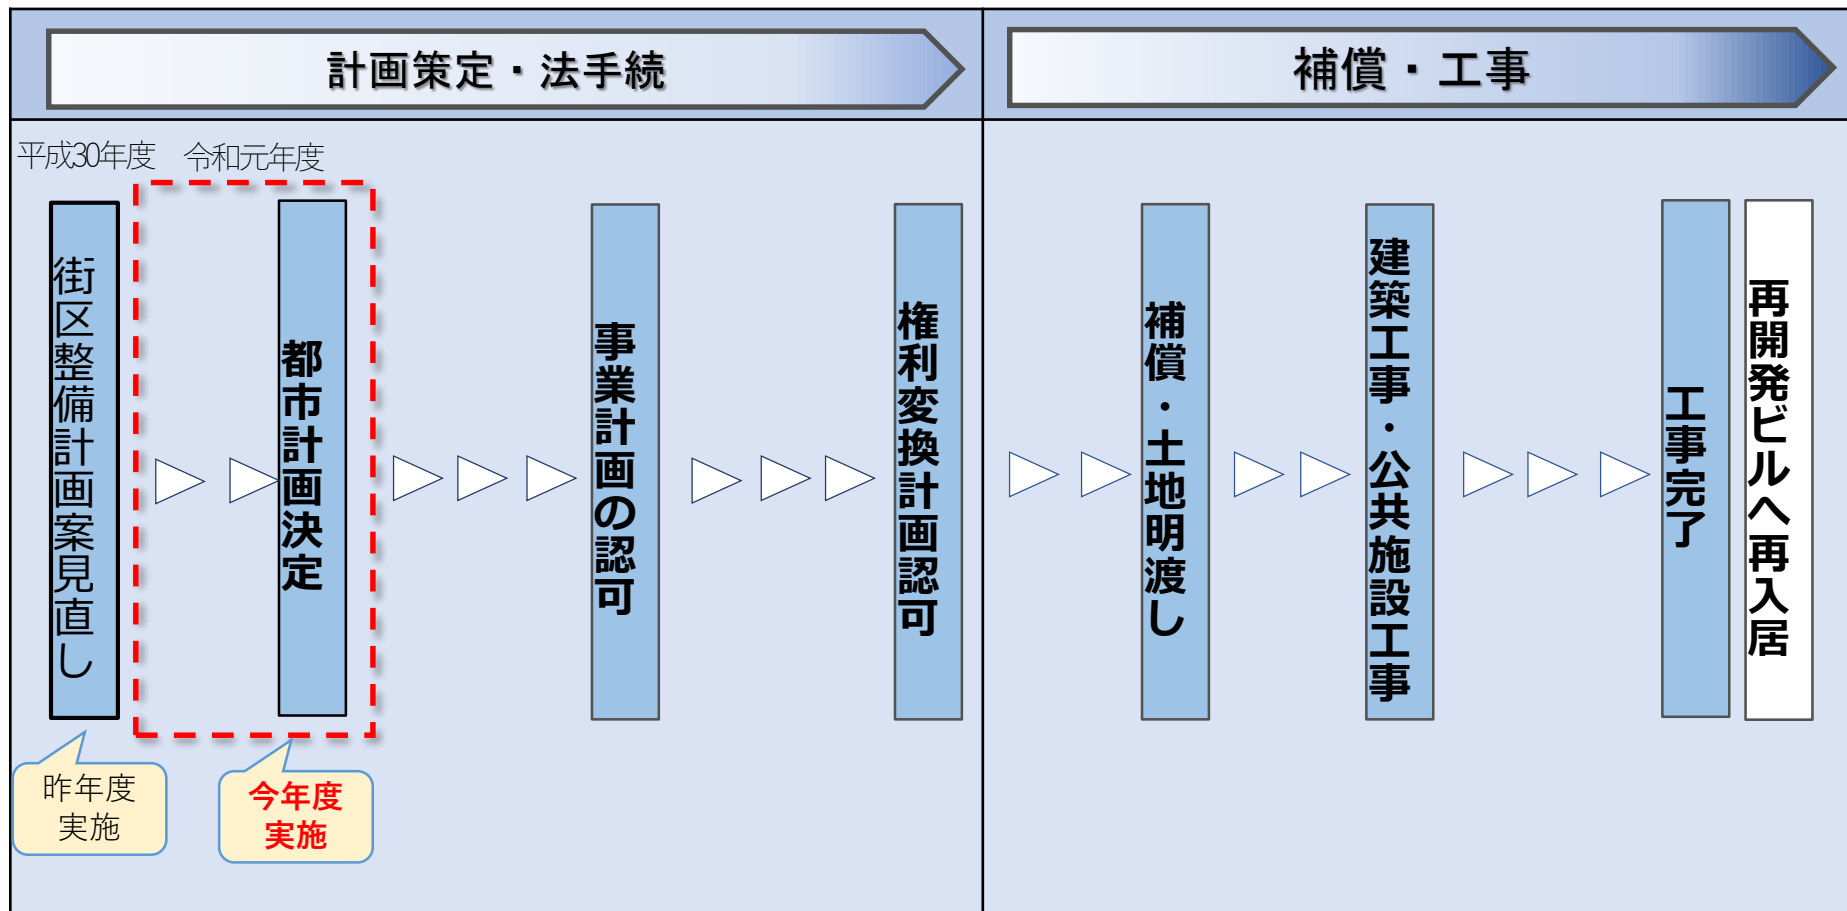 計画策定・法手続
補償・工事
平成30年度
令和元年度
街区整備計画案見直し
都市計画決定
事業計画の認可
権利変換計画認可
補償・土地明渡し
建築工事・公共施設工事
工事完了
再開発ビルへ再入居
昨年度
実施
今年度
実施